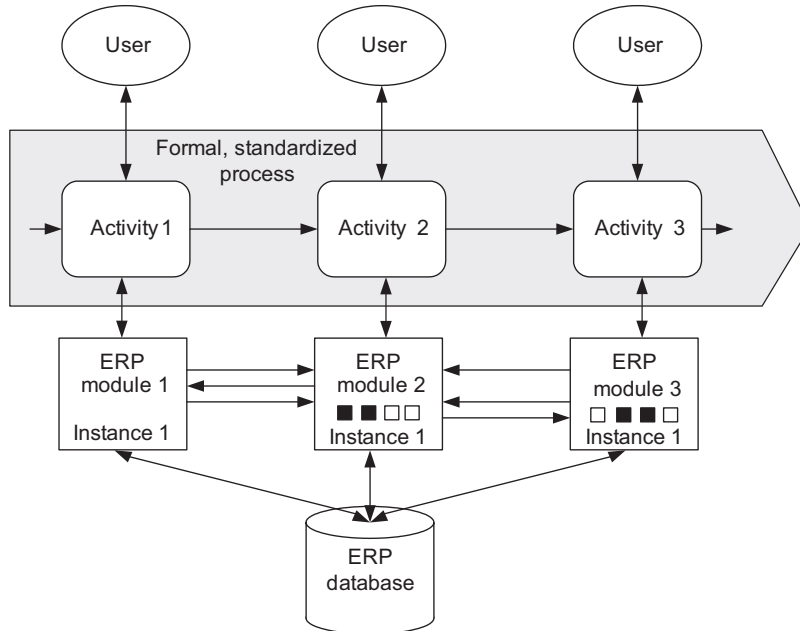 User
User
User
Formal, standardized
process
Activity 1
Activity 2
Activity 3
ERP
module 1
Instance 1
ERP
module 2
Instance 1
ERP
module 3
Instance 1
ERP
database